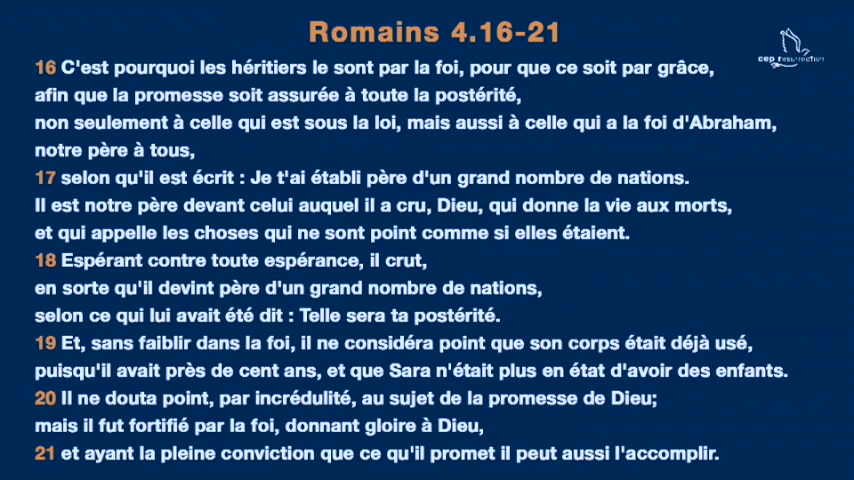 Romains 4.16-21
cep résurrection
16 C'est pourquoi les héritiers le sont par la foi, pour que ce soit par grâce,
afin que la promesse soit assurée à toute la postérité,
non seulement à celle qui est sous la loi, mais aussi à celle qui a la foi d'Abraham,
notre père à tous,
17 selon qu'il est écrit : Je t'ai établi père d'un grand nombre de nations.
Il est notre père devant celui auquel il a cru, Dieu, qui donne la vie aux morts,
et qui appelle les choses qui ne sont point comme si elles étaient.
18 Espérant contre toute espérance, il crut,
en sorte qu'il devint père d'un grand nombre de nations,
selon ce qui lui avait été dit : Telle sera ta postérité.
19 Et, sans faiblir dans la foi, il ne considéra point que son corps était déjà usé,
puisqu'il avait près de cent ans, et que Sara n'était plus en état d'avoir des enfants.
20 Il ne douta point, par incrédulité, au sujet de la promesse de Dieu;
mais il fut fortifié par la foi, donnant gloire à Dieu,
21 et ayant la pleine conviction que ce qu'il promet il peut aussi l'accomplir.